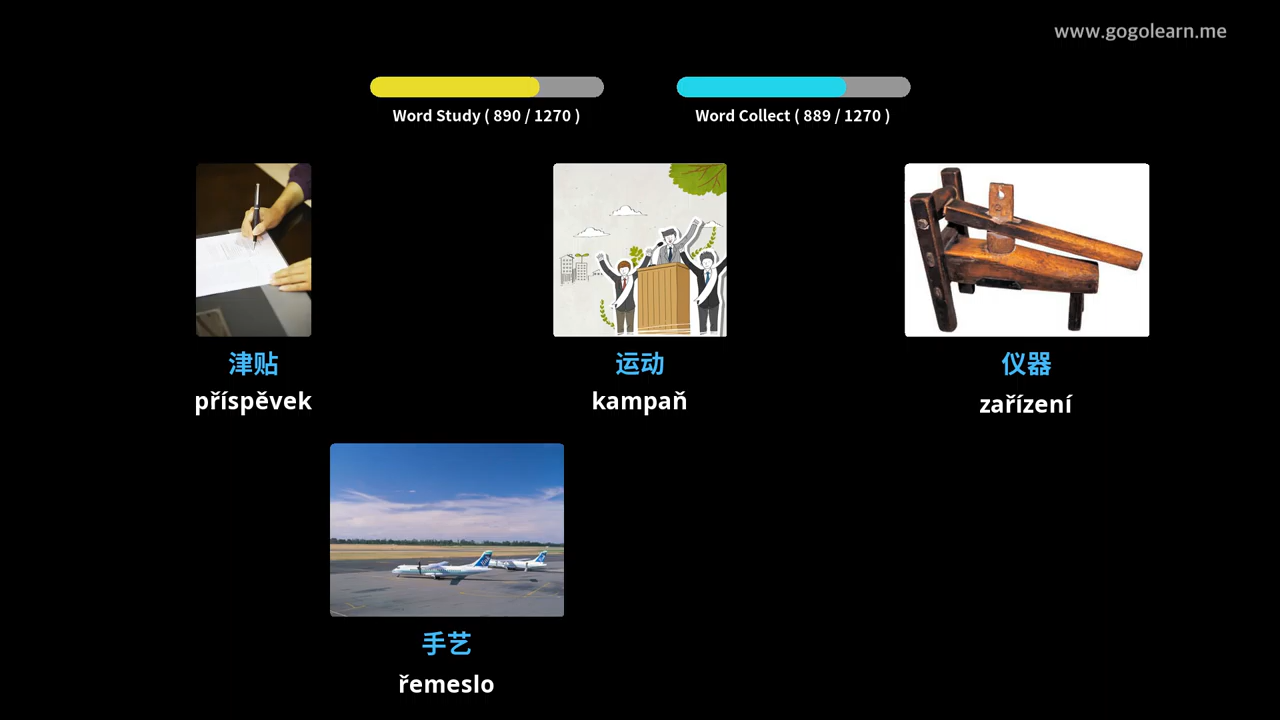 www.gogolearn.me
Word Study ( 890 / 1270 )
Word Collect ( 889 / 1270 )
津贴
příspěvek
运动
kampaň
仪器
zařízení
手艺
řemeslo